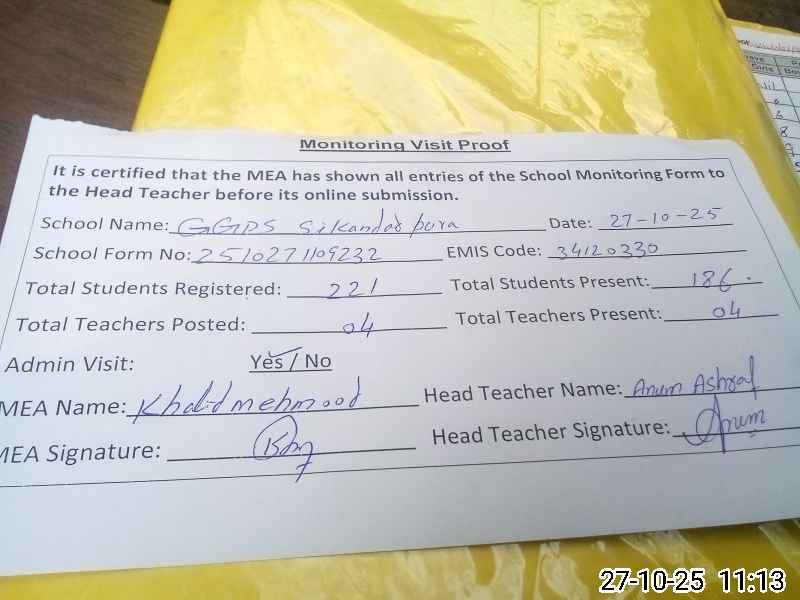 Monitoring Visit Proof
It is certified that the MEA has shown all entries of the School Monitoring Form to
the Head Teacher before its online submission.
School Name: GGPS Sikandar pura Date: 27-10-25
School Form No: 2510271109232 EMIS Code: 34120330
Total Students Registered: 221 Total Students Present: 186.
Total Teachers Posted: 04 Total Teachers Present: 04
Admin Visit: Yes / No
MEA Name: Khalid mehmood Head Teacher Name: Anum Ashraf
MEA Signature: Head Teacher Signature: Anum
27-10-25 11:13